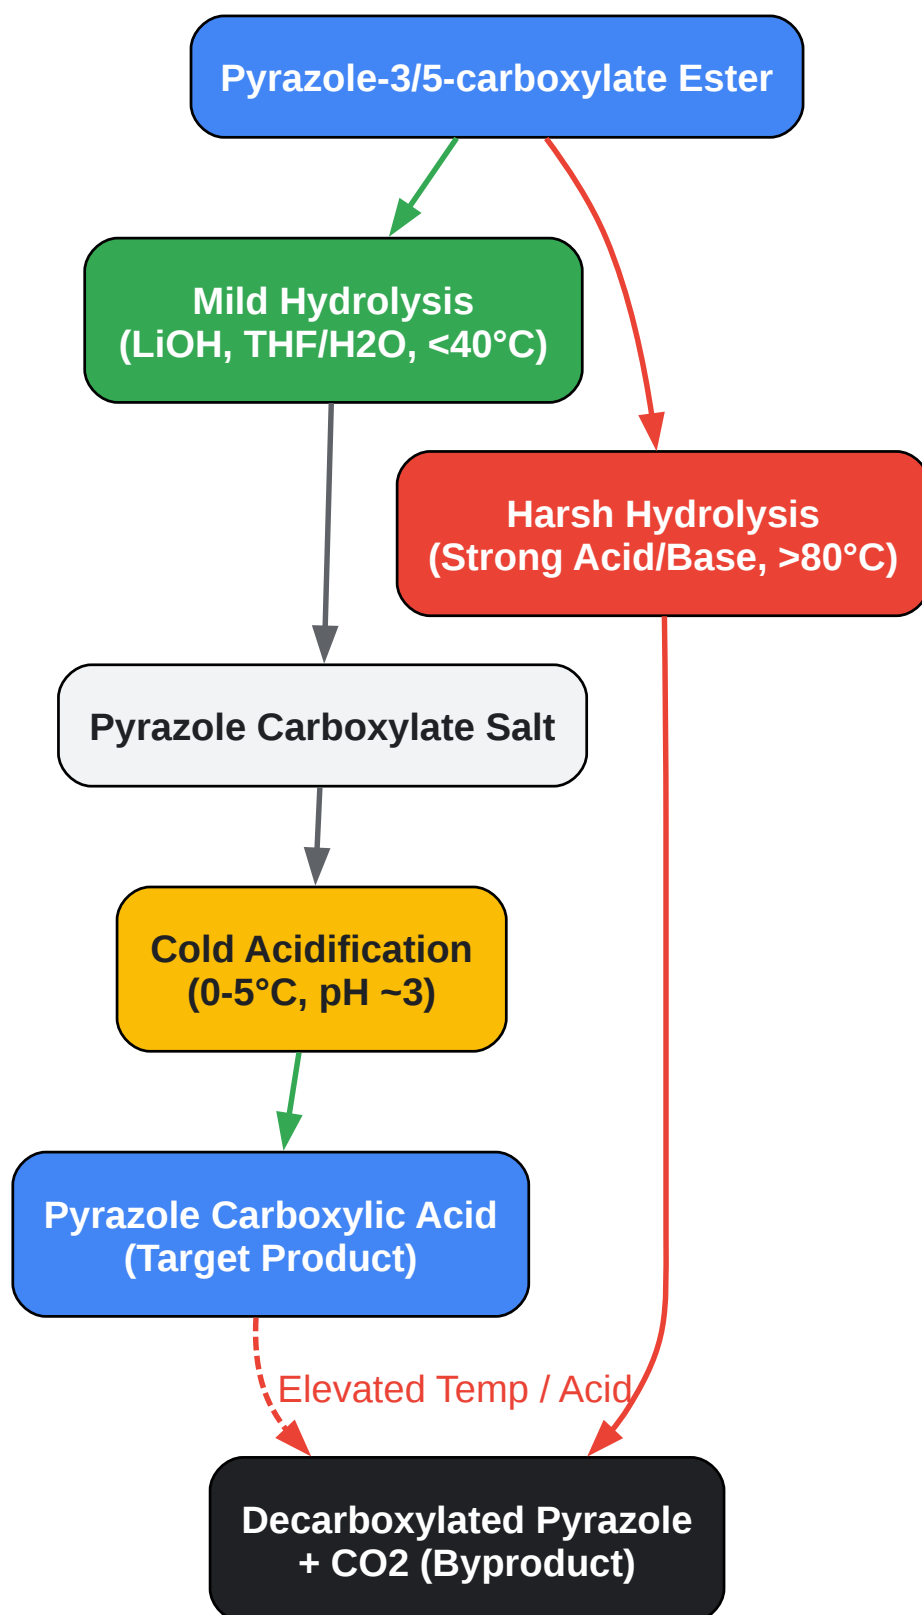 Pyrazole-3/5-carboxylate Ester
Mild Hydrolysis
(LiOH, THF/H2O, <40°C)
Harsh Hydrolysis
(Strong Acid/Base, >80°C)
Pyrazole Carboxylate Salt
Cold Acidification
(0-5°C, pH ~3)
Pyrazole Carboxylic Acid
(Target Product)
Elevated Temp / Acid
Decarboxylated Pyrazole
+ CO2 (Byproduct)